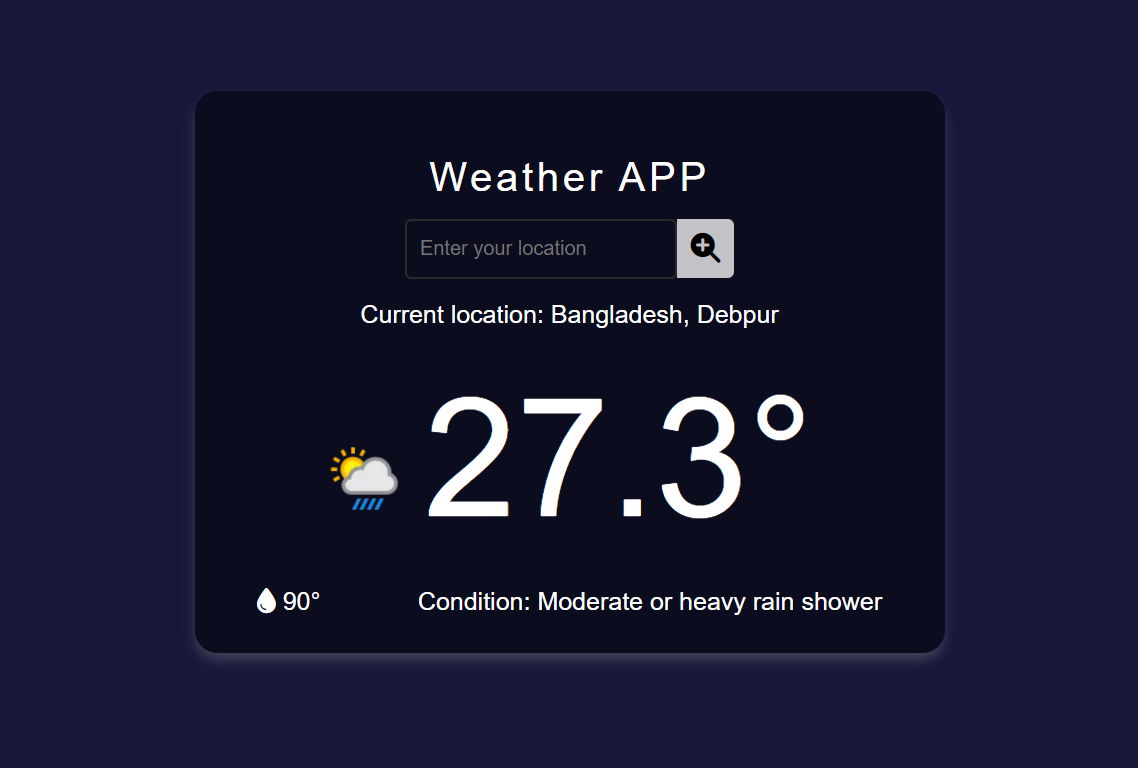 Weather APP
Enter your location
Current location: Bangladesh, Debpur
27.3°
90° Condition: Moderate or heavy rain shower